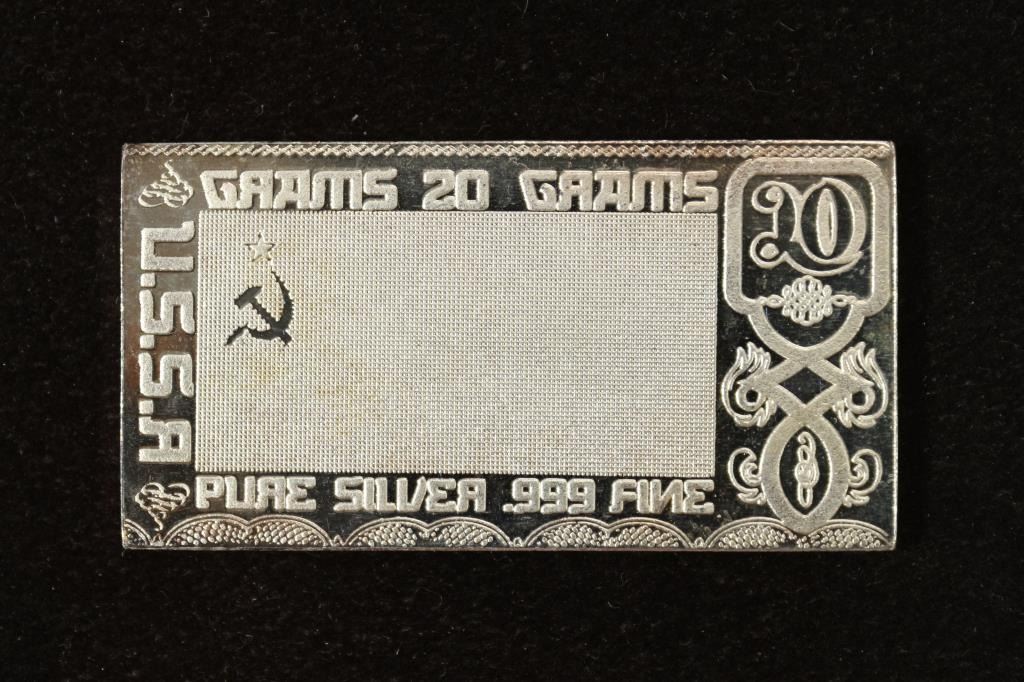 GRAMS 20 GRAMS
20
U.S.S.R
PURE SILVER .999 FINE